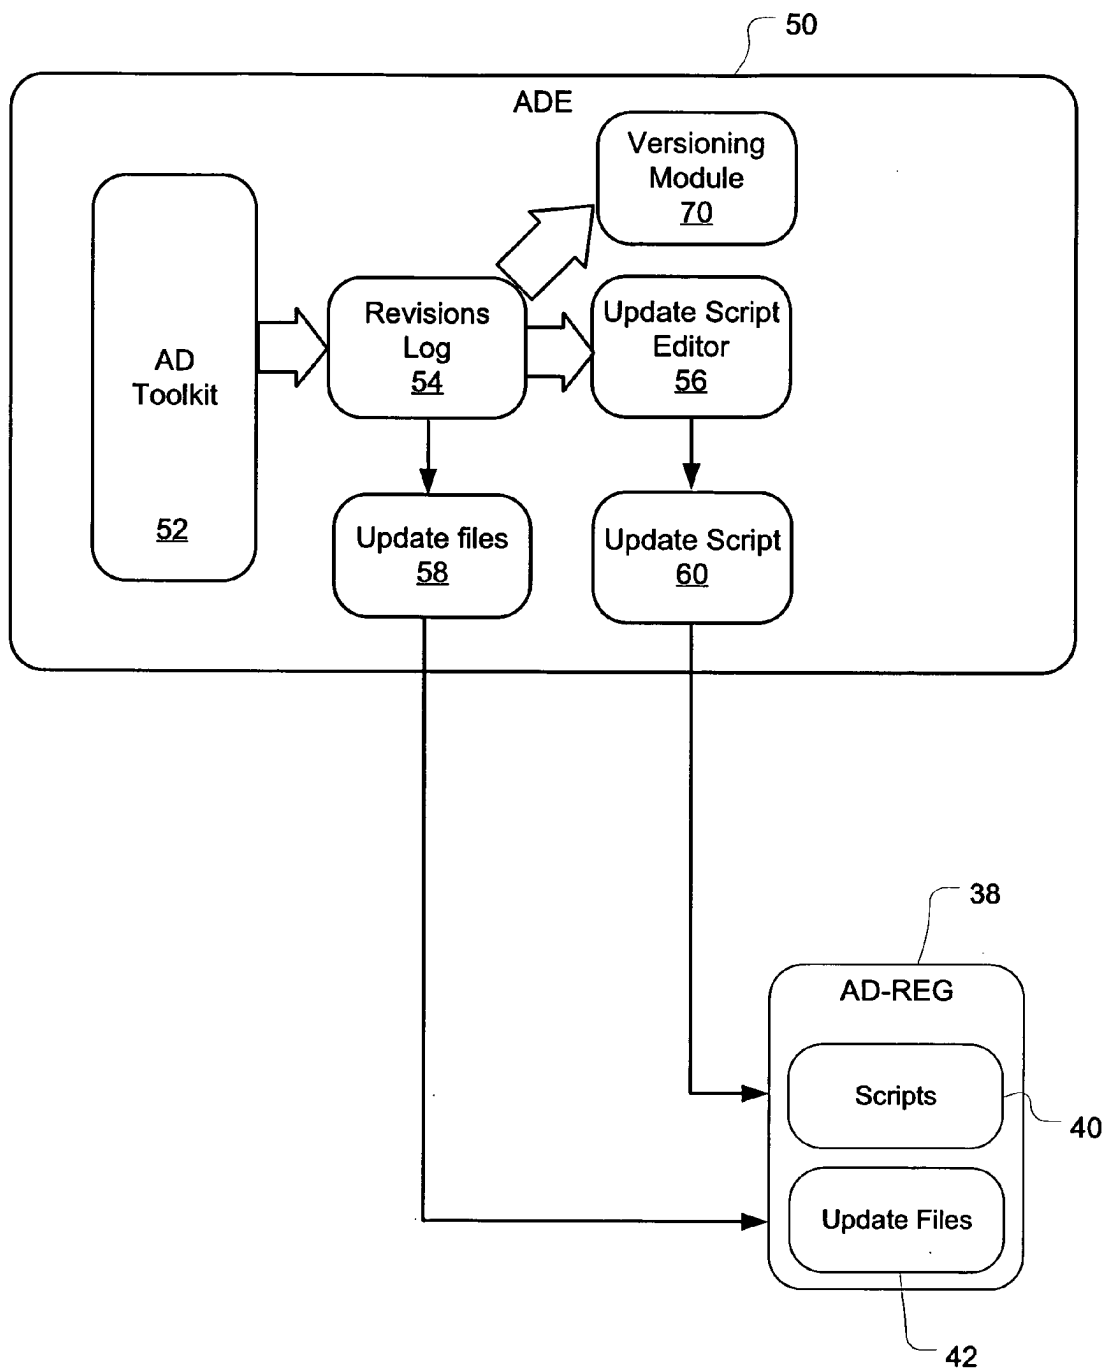 50
ADE
Versioning
Module
70
Revisions
Log
54
Update Script
Editor
56
AD
Toolkit
52
Update files
58
Update Script
60
38
AD-REG
Scripts
40
Update Files
42